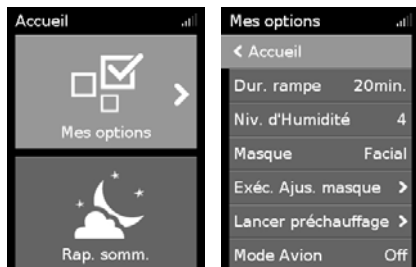 Accueil
Mes options
Rap. somm.
Mes options
< Accueil
Dur. rampe 20min.
Niv. d'Humidité 4
Masque Facial
Exéc. Ajus. masque >
Lancer préchauffage >
Mode Avion Off